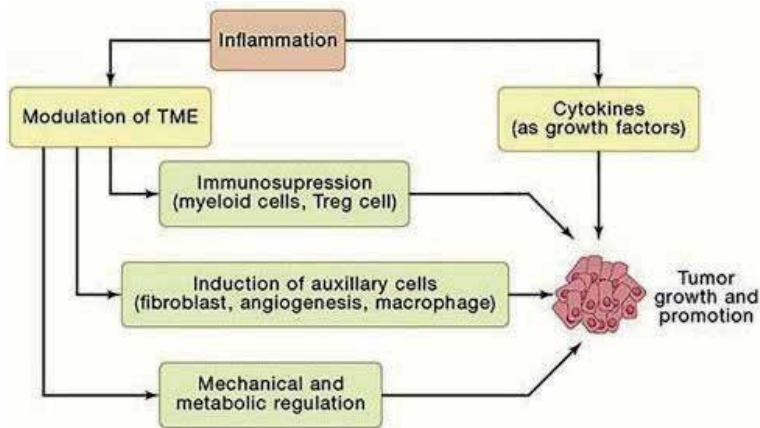 Inflammation
Modulation of TME
Cytokines
(as growth factors)
Immunosupression
(myeloid cells, Treg cell)
Induction of auxillary cells
(fibroblast, angiogenesis, macrophage)
Tumor
growth and
promotion
Mechanical and
metabolic regulation